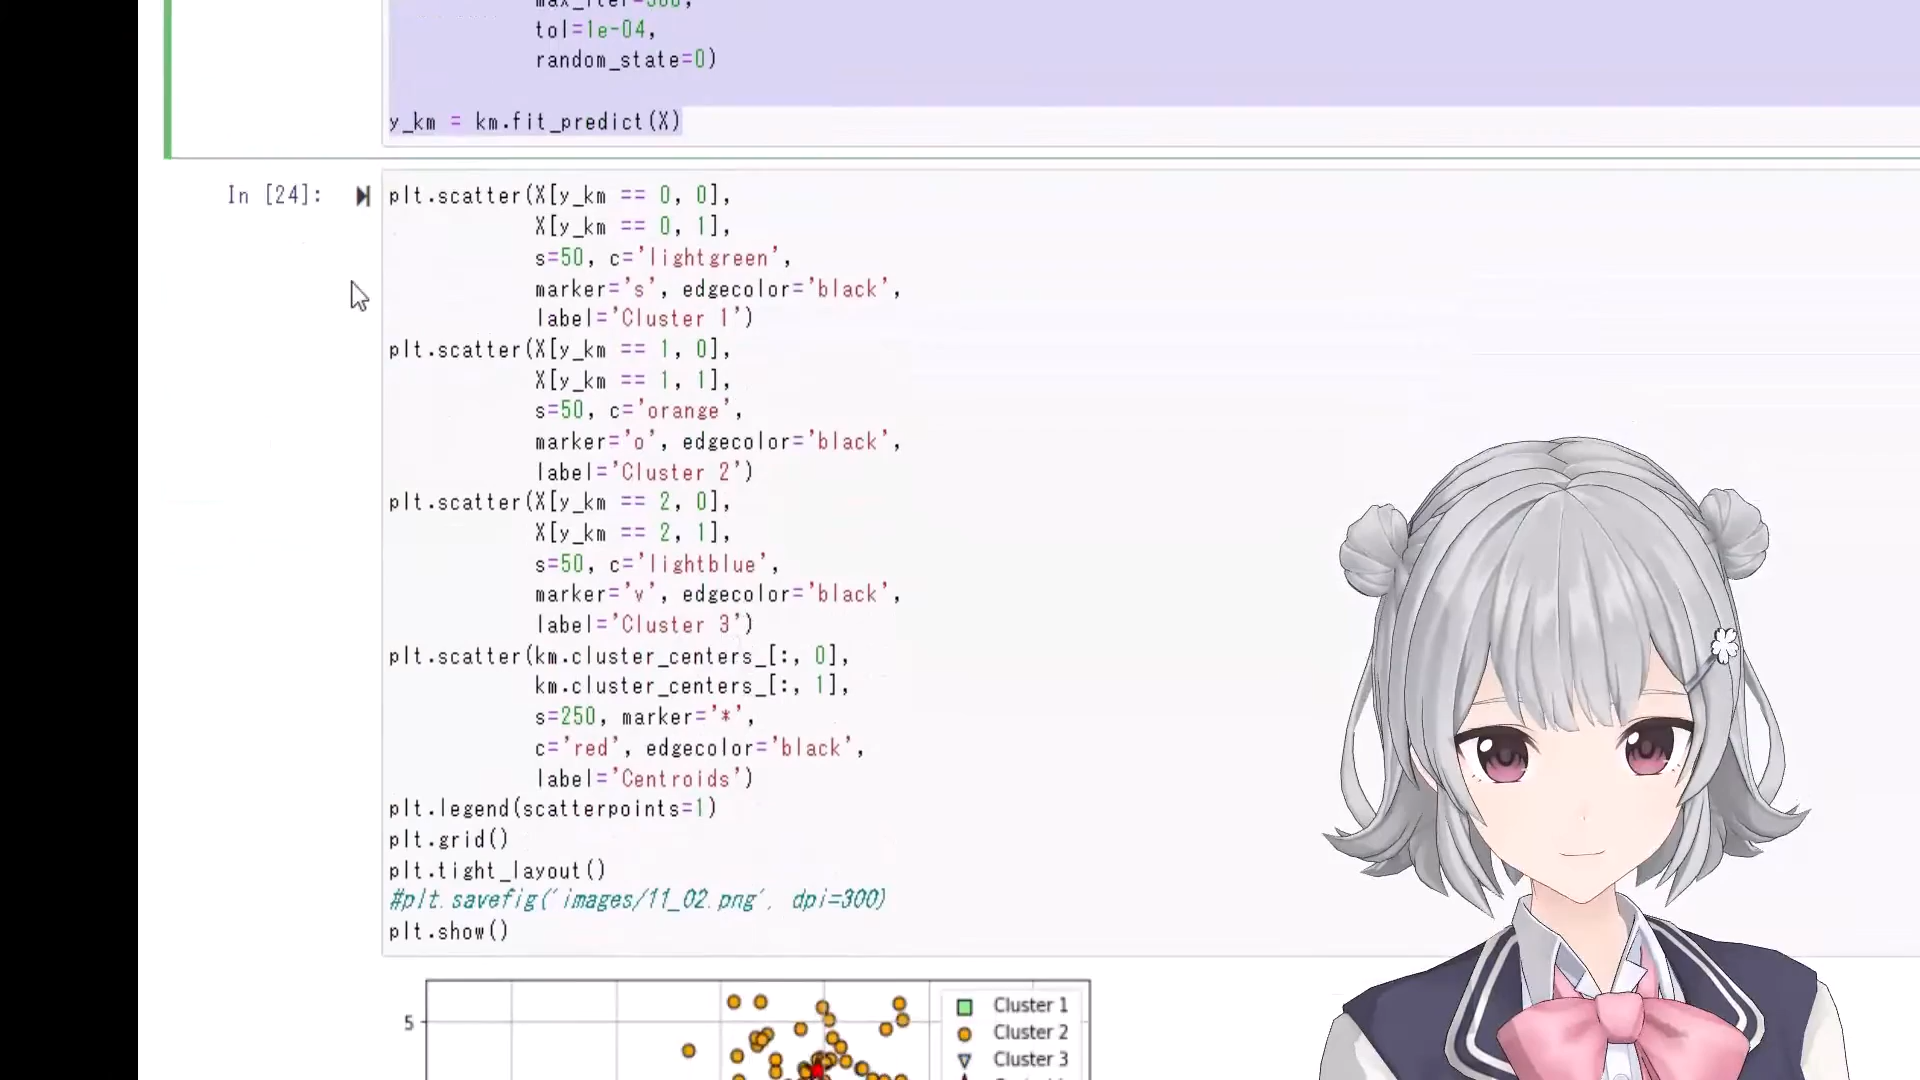 max_iter=300,
tol=1e-04,
random_state=0)
y_km = km.fit_predict(X)
In [24]:
plt.scatter(X[y_km == 0, 0],
X[y_km == 0, 1],
s=50, c='lightgreen',
marker='s', edgecolor='black',
label='Cluster 1')
plt.scatter(X[y_km == 1, 0],
X[y_km == 1, 1],
s=50, c='orange',
marker='o', edgecolor='black',
label='Cluster 2')
plt.scatter(X[y_km == 2, 0],
X[y_km == 2, 1],
s=50, c='lightblue',
marker='v', edgecolor='black',
label='Cluster 3')
plt.scatter(km.cluster_centers_[:, 0],
km.cluster_centers_[:, 1],
s=250, marker='*',
c='red', edgecolor='black',
label='Centroids')
plt.legend(scatterpoints=1)
plt.grid()
plt.tight_layout()
#plt.savefig('images/11_02.png', dpi=300)
plt.show()
5
Cluster 1
Cluster 2
Cluster 3